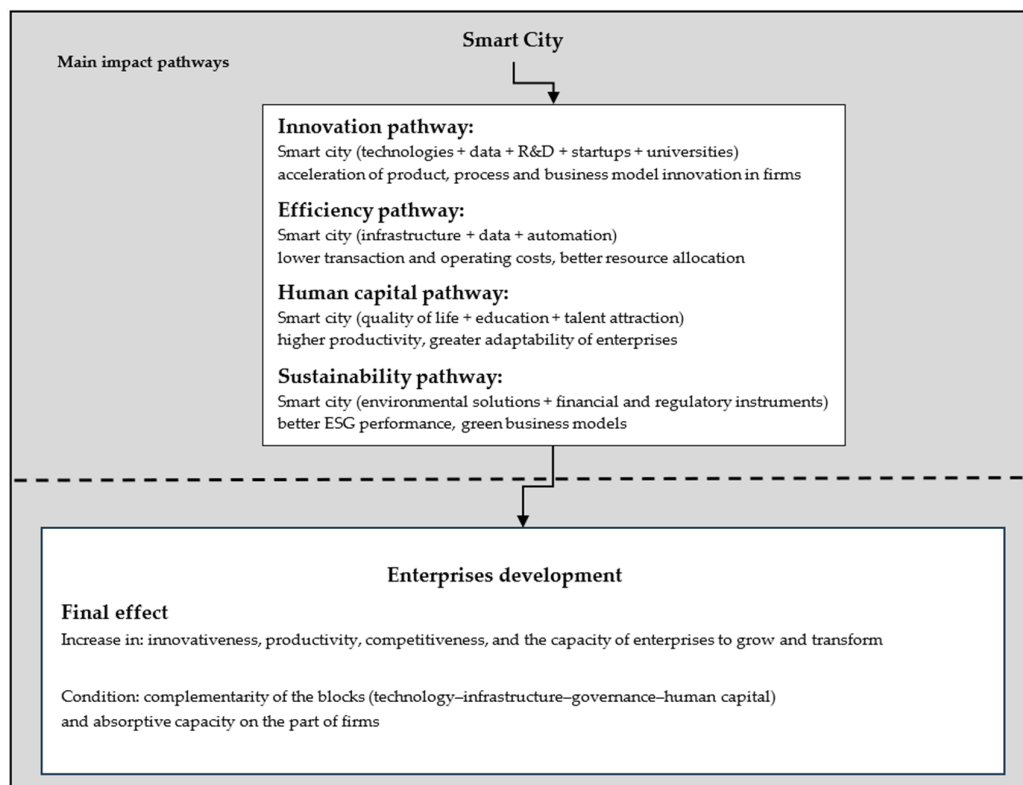 Smart City
Main impact pathways
Innovation pathway:
Smart city (technologies + data + R&D + startups + universities)
acceleration of product, process and business model innovation in firms
Efficiency pathway:
Smart city (infrastructure + data + automation)
lower transaction and operating costs, better resource allocation
Human capital pathway:
Smart city (quality of life + education + talent attraction)
higher productivity, greater adaptability of enterprises
Sustainability pathway:
Smart city (environmental solutions + financial and regulatory instruments)
better ESG performance, green business models
Enterprises development
Final effect
Increase in: innovativeness, productivity, competitiveness, and the capacity of enterprises to grow and transform
Condition: complementarity of the blocks (technology–infrastructure–governance–human capital)
and absorptive capacity on the part of firms